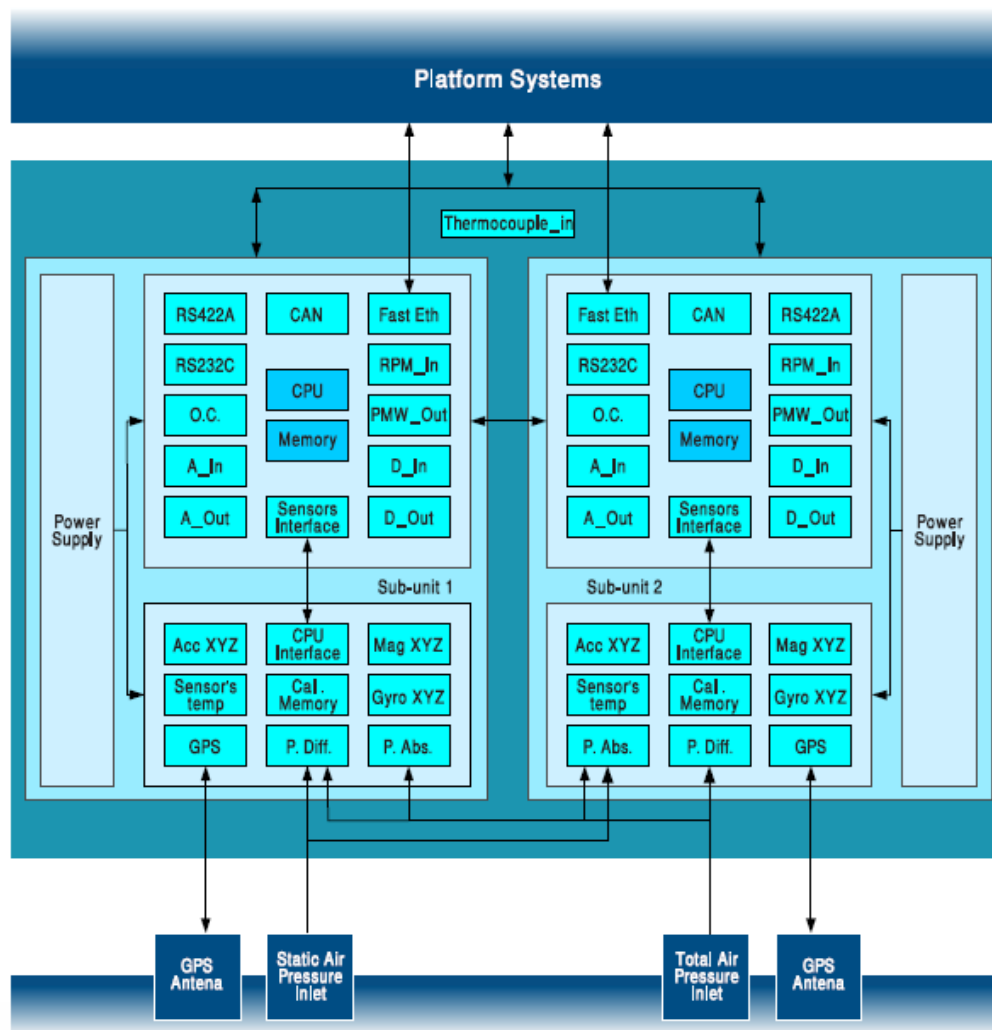 Platform Systems
Thermocouple_in
RS422A
CAN
Fast Eth
RS232C
RPM_In
CPU
O.C.
PMW_Out
Memory
A_In
D_In
A_Out
Sensors
Interface
D_Out
Power
Supply
Sub-unit 1
Acc XYZ
CPU
Interface
Mag XYZ
Sensor's
temp
Cal.
Memory
Gyro XYZ
GPS
P. Diff.
P. Abs.
Fast Eth
CAN
RS422A
RS232C
RPM_In
CPU
O.C.
PMW_Out
Memory
A_In
D_In
A_Out
Sensors
Interface
D_Out
Power
Supply
Sub-unit 2
Acc XYZ
CPU
Interface
Mag XYZ
Sensor's
temp
Cal.
Memory
Gyro XYZ
P. Abs.
P. Diff.
GPS
GPS
Antena
Static Air
Pressure
Inlet
Total Air
Pressure
Inlet
GPS
Antena